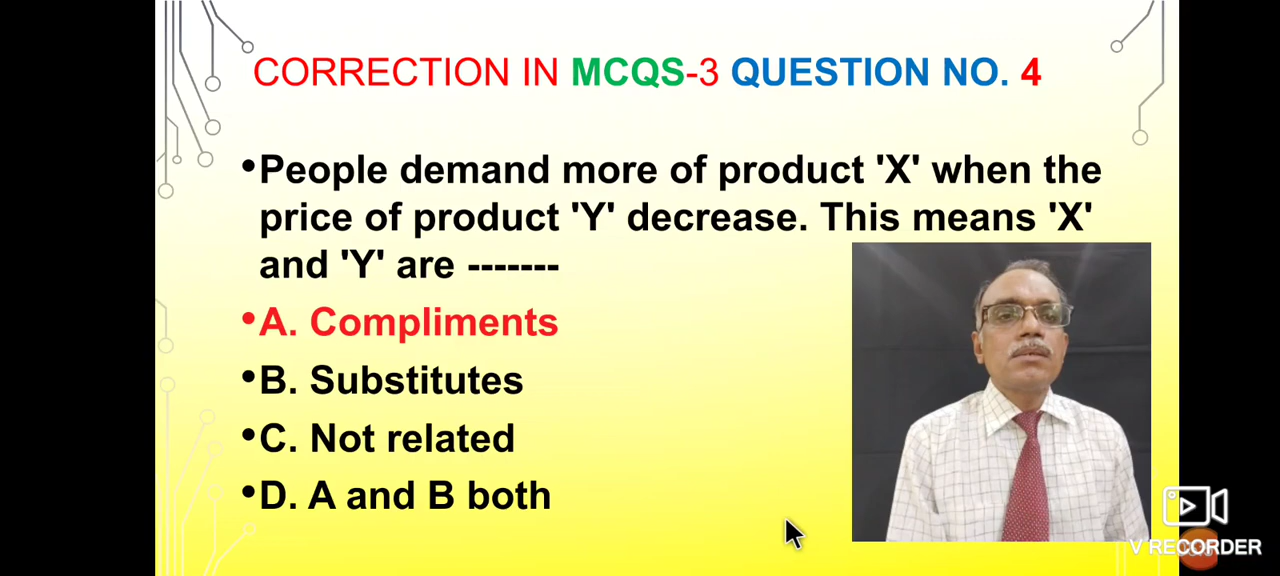 CORRECTION IN MCQS-3 QUESTION NO. 4
•People demand more of product 'X' when the
price of product 'Y' decrease. This means 'X'
and 'Y' are -------
•A. Compliments
•B. Substitutes
•C. Not related
•D. A and B both
V RECORDER